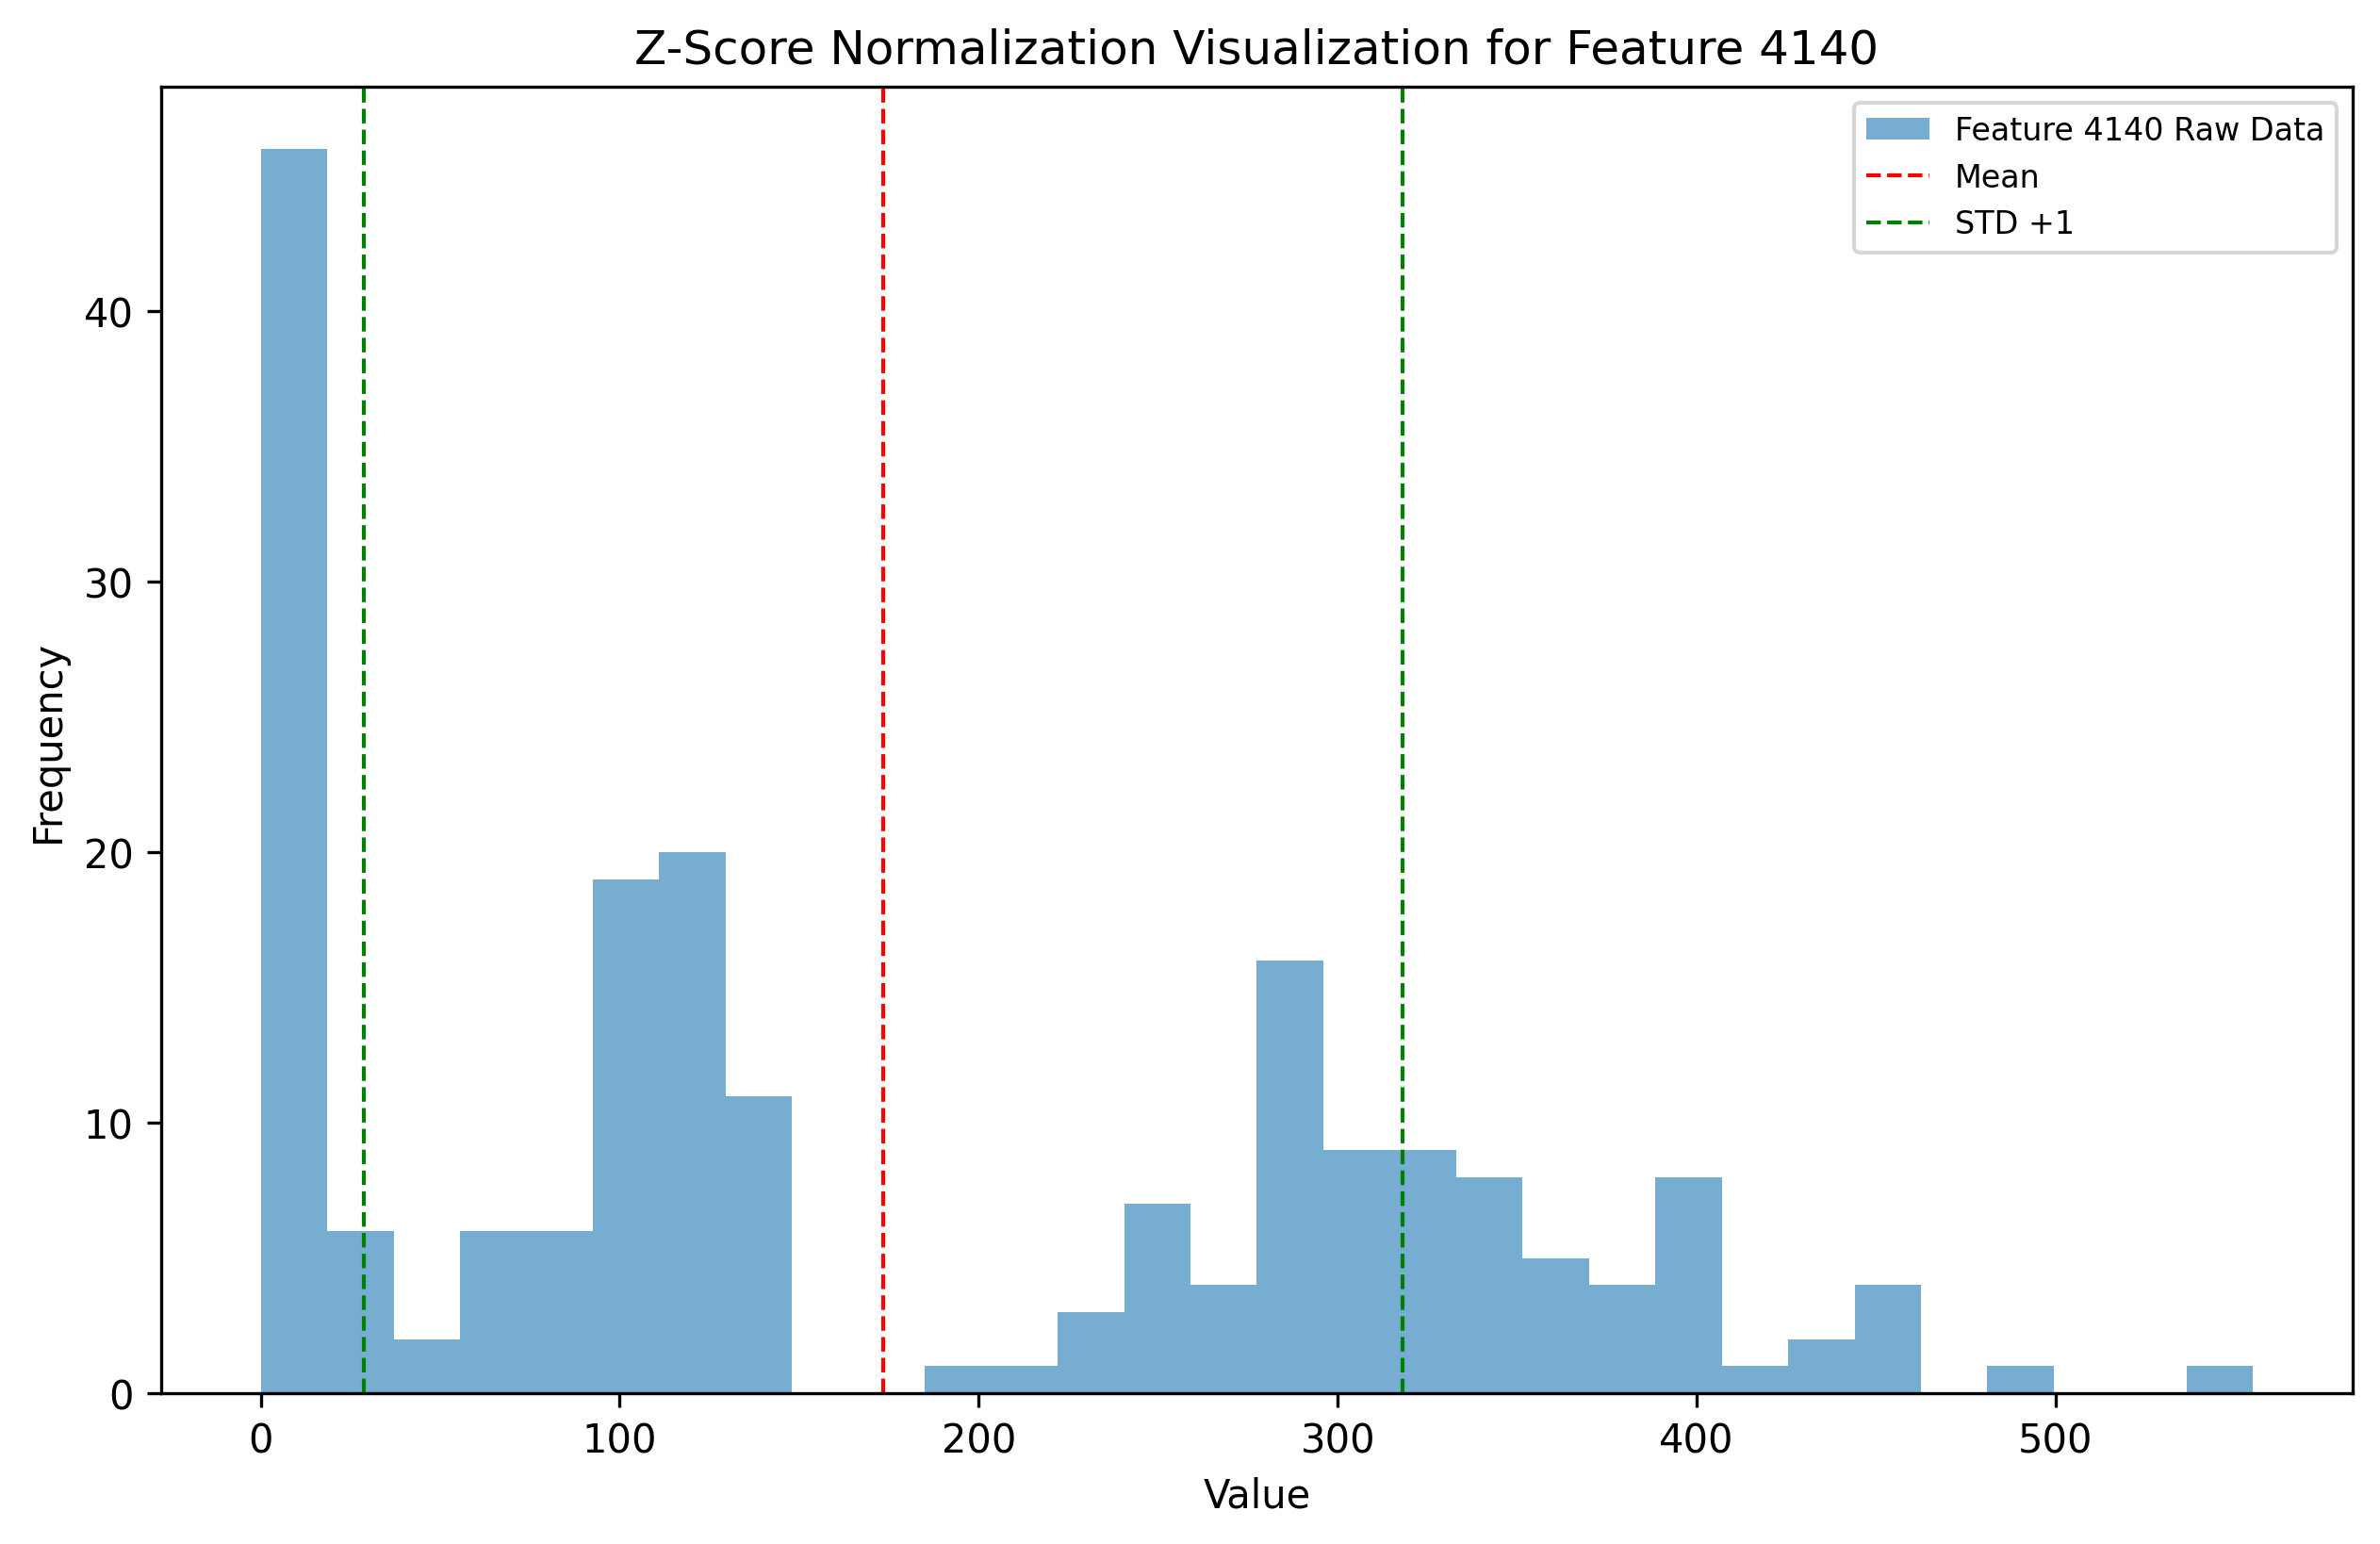 Z-Score Normalization Visualization for Feature 4140
Feature 4140 Raw Data
Mean
STD +1
Frequency
40
30
20
10
0
0 100 200 300 400 500
Value